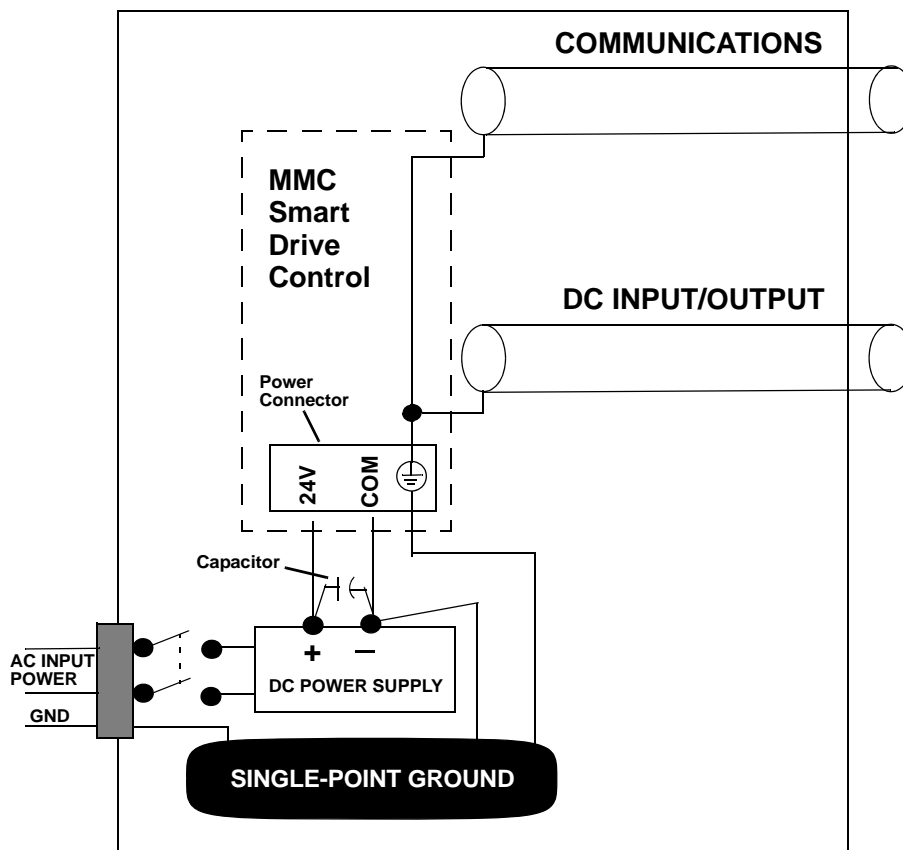 COMMUNICATIONS
MMC
Smart
Drive
Control
DC INPUT/OUTPUT
Power
Connector
24V
COM
Capacitor
+ –
DC POWER SUPPLY
AC INPUT
POWER
GND
SINGLE-POINT GROUND